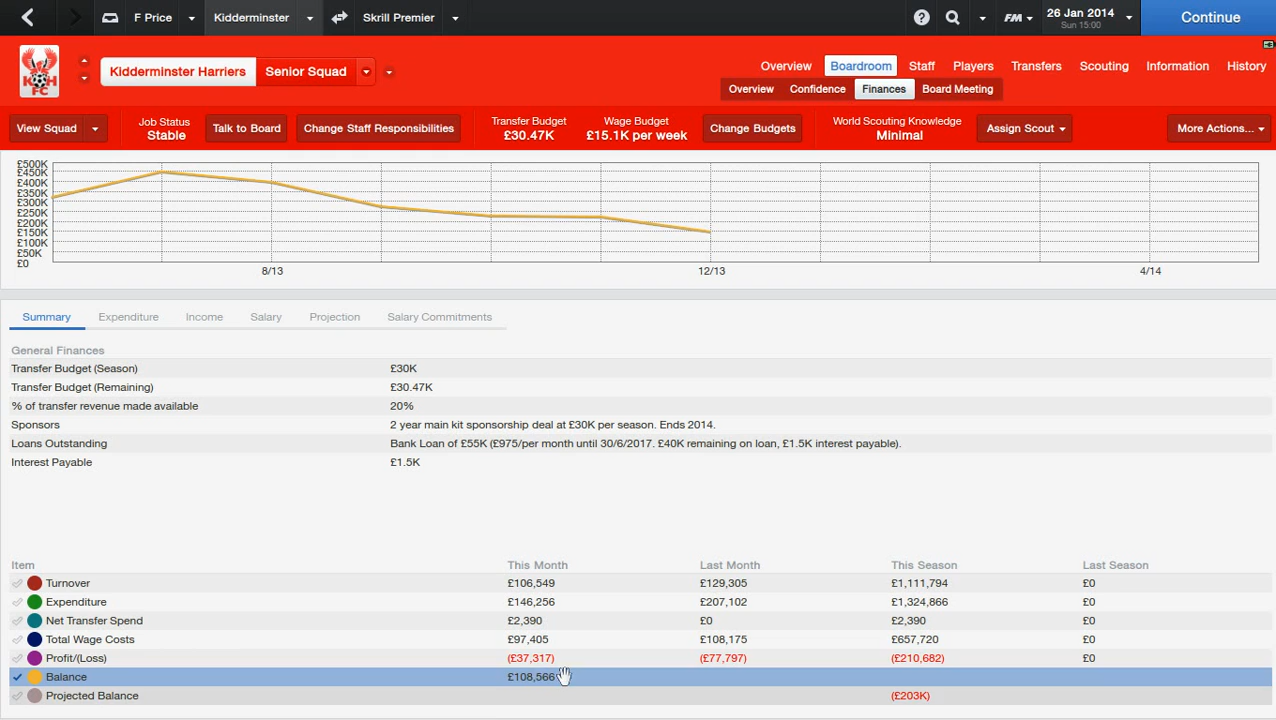 F Price Kidderminster Skrill Premier ? FM 26 Jan 2014 Continue
Sun 15:00
KHFC
Kidderminster Harriers Senior Squad Overview Boardroom Staff Players Transfers Scouting Information History
Overview Confidence Finances Board Meeting
View Squad Job Status Talk to Board Change Staff Responsibilities Transfer Budget Wage Budget Change Budgets World Scouting Knowledge Assign Scout More Actions...
Stable £30.47K £15.1K per week Minimal
£500K
£450K
£400K
£350K
£300K
£250K
£200K
£150K
£100K
£50K
£0
8/13 12/13 4/14
Summary Expenditure Income Salary Projection Salary Commitments
General Finances
Transfer Budget (Season) £30K
Transfer Budget (Remaining) £30.47K
% of transfer revenue made available 20%
Sponsors 2 year main kit sponsorship deal at £30K per season. Ends 2014.
Loans Outstanding Bank Loan of £55K (£975/per month until 30/6/2017. £40K remaining on loan, £1.5K interest payable).
Interest Payable £1.5K
Item This Month Last Month This Season Last Season
Turnover £106,549 £129,305 £1,111,794 £0
Expenditure £146,256 £207,102 £1,324,866 £0
Net Transfer Spend £2,390 £0 £2,390 £0
Total Wage Costs £97,405 £108,175 £657,720 £0
Profit/(Loss) (£37,317) (£77,797) (£210,682) £0
Balance £108,566
Projected Balance (£203K)